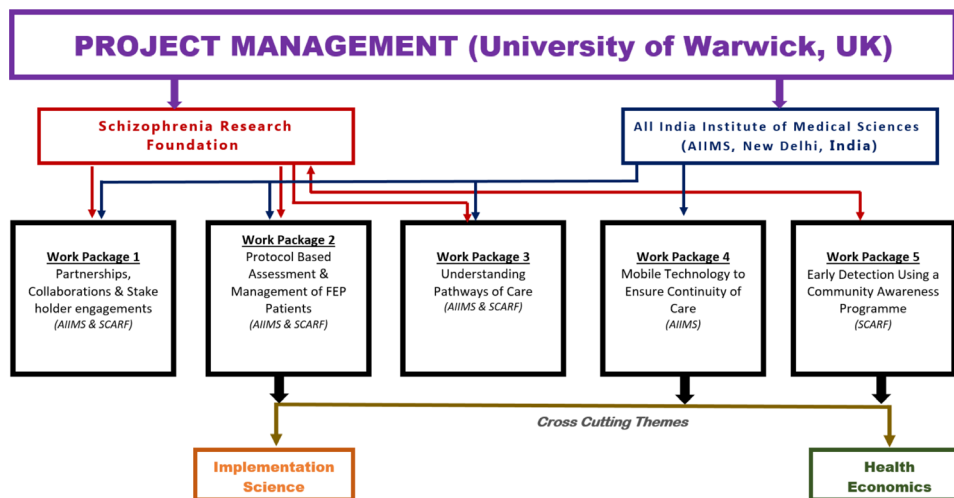 PROJECT MANAGEMENT (University of Warwick, UK)
Schizophrenia Research
Foundation
All India Institute of Medical Sciences
(AIIMS, New Delhi, India)
Work Package 1
Partnerships,
Collaborations & Stake
holder engagements
(AIIMS & SCARF)
Work Package 2
Protocol Based
Assessment &
Management of FEP
Patients
(AIIMS & SCARF)
Work Package 3
Understanding
Pathways of Care
(AIIMS & SCARF)
Work Package 4
Mobile Technology to
Ensure Continuity of
Care
(AIIMS)
Work Package 5
Early Detection Using a
Community Awareness
Programme
(SCARF)
Cross Cutting Themes
Implementation
Science
Health
Economics